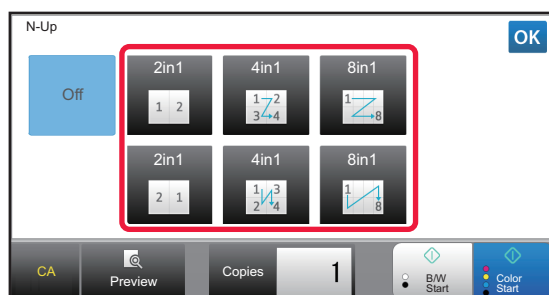 N-Up
OK
Off
2in1
1 2
4in1
1 2
3 4
8in1
1
8
2in1
2 1
4in1
1 3
2 4
8in1
1
8
CA
Preview
Copies
1
B/W
Start
Color
Start